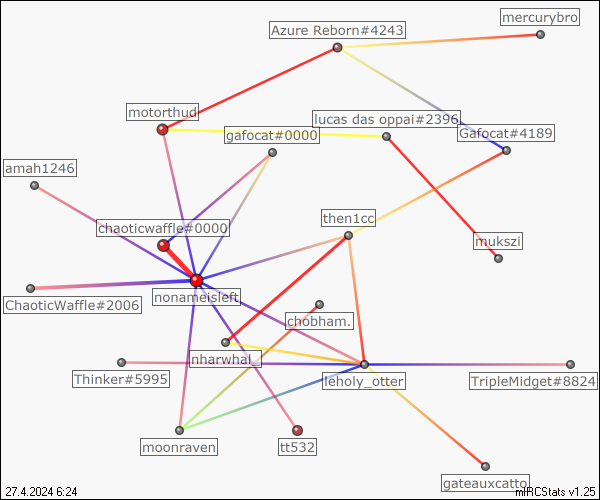 mercurybro
Azure Reborn#4243
motorthud
lucas das oppai#2396
gafocat#0000
Gafocat#4189
amah1246
then1cc
chaoticwaffle#0000
mukszi
nonameisleft
ChaoticWaffle#2006
chobham.
nharwhal_
Thinker#5995
leholy_otter
TripleMidget#8824
moonraven
tt532
gateauxcatto
27.4.2024 6:24
mIRCStats v1.25